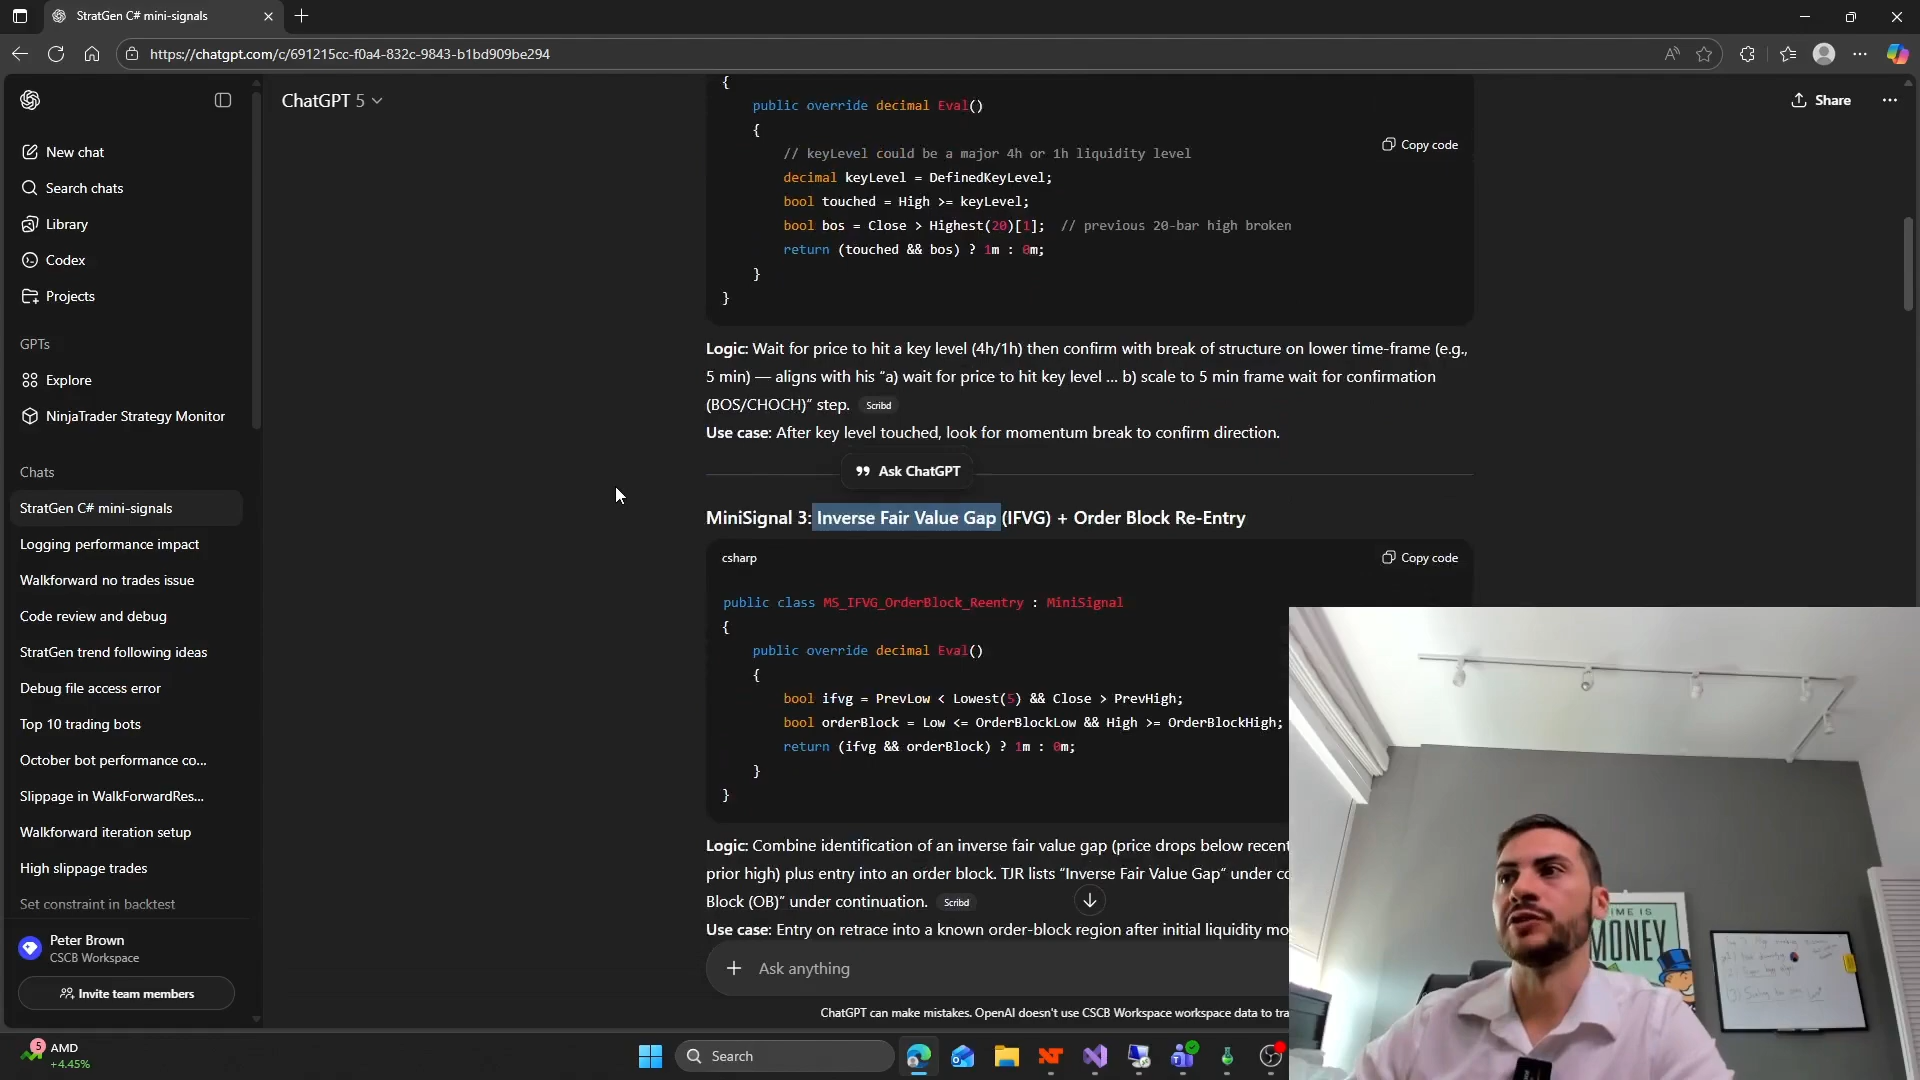 StratGen C# mini-signals
https://chatgpt.com/c/691215cc-f0a4-832c-9843-b1bd909be294
ChatGPT 5
Share
New chat
Search chats
Library
Codex
Projects
GPTs
Explore
NinjaTrader Strategy Monitor
Chats
StratGen C# mini-signals
Logging performance impact
Walkforward no trades issue
Code review and debug
StratGen trend following ideas
Debug file access error
Top 10 trading bots
October bot performance co...
Slippage in WalkForwardRes...
Walkforward iteration setup
High slippage trades
Set constraint in backtest
Peter Brown
CSCB Workspace
Invite team members
{
public override decimal Eval()
{
Copy code
// keyLevel could be a major 4h or 1h liquidity level
decimal keyLevel = DefinedKeyLevel;
bool touched = High >= keyLevel;
bool bos = Close > Highest(20)[1]; // previous 20-bar high broken
return (touched && bos) ? 1m : 0m;
}
}
Logic: Wait for price to hit a key level (4h/1h) then confirm with break of structure on lower time-frame (e.g.,
5 min) — aligns with his “a) wait for price to hit key level … b) scale to 5 min frame wait for confirmation
(BOS/CHOCH)” step. Scribd
Use case: After key level touched, look for momentum break to confirm direction.
Ask ChatGPT
MiniSignal 3: Inverse Fair Value Gap (IFVG) + Order Block Re-Entry
csharp
Copy code
public class MS_IFVG_OrderBlock_Reentry : MiniSignal
{
public override decimal Eval()
{
bool ifvg = PrevLow < Lowest(5) && Close > PrevHigh;
bool orderBlock = Low <= OrderBlockLow && High >= OrderBlockHigh;
return (ifvg && orderBlock) ? 1m : 0m;
}
}
Logic: Combine identification of an inverse fair value gap (price drops below recent
prior high) plus entry into an order block. TJR lists “Inverse Fair Value Gap” under co
Block (OB)” under continuation. Scribd
Use case: Entry on retrace into a known order-block region after initial liquidity mo
Ask anything
ChatGPT can make mistakes. OpenAI doesn't use CSCB Workspace workspace data to tra
IME IS
MONEY
5
AMD
+4.45%
Search